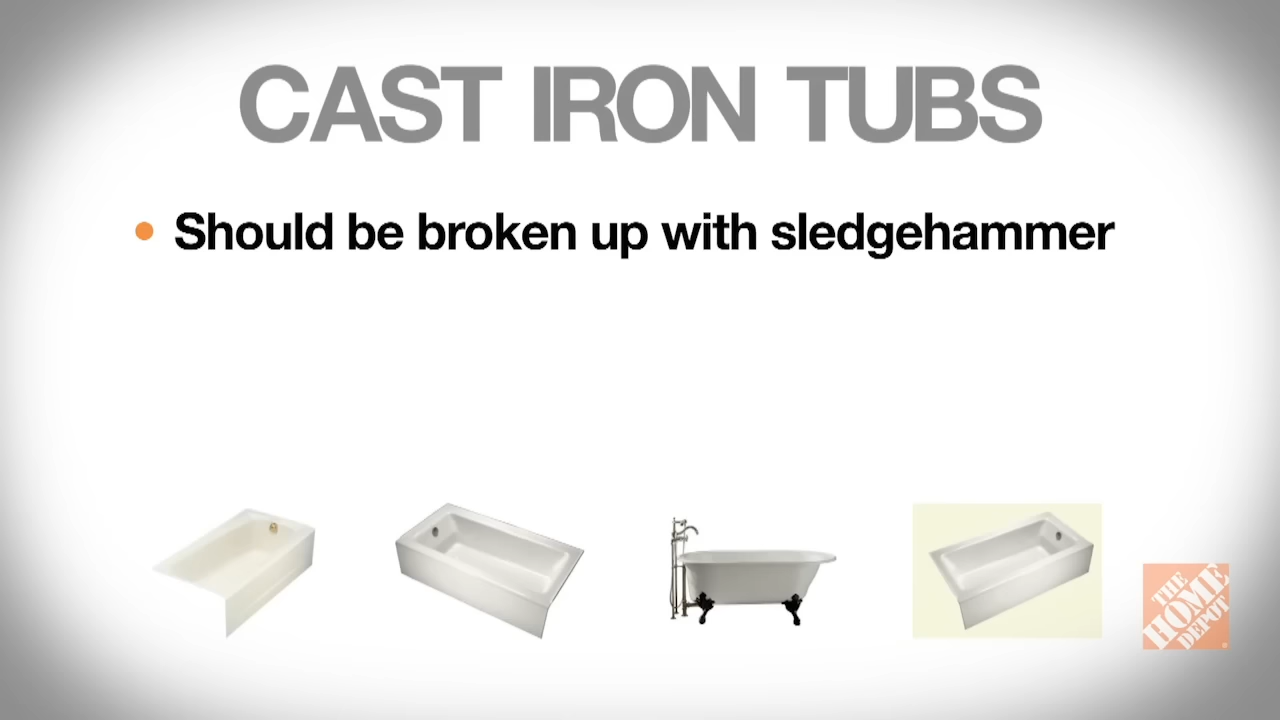 CAST IRON TUBS
• Should be broken up with sledgehammer
THE
HOME
DEPOT